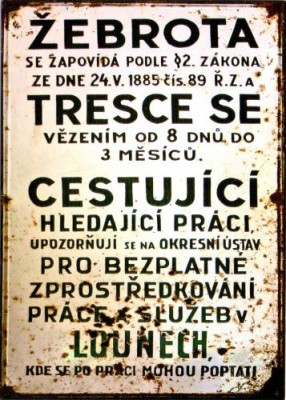 ŽEBROTA
SE ZAPOVÍDÁ PODLE §2. ZÁKONA
ZE DNE 24.V. 1885 čís. 89 Ř.Z. A
TRESCE SE
VĚZENÍM OD 8 DNŮ DO
3 MĚSÍCŮ.
CESTUJÍCÍ
HLEDAJÍCÍ PRÁCI
UPOZORŇUJÍ SE NA OKRESNÍ ÚSTAV
PRO BEZPLATNÉ
ZPROSTŘEDKOVÁNÍ
PRÁCE A SLUŽEB V
LOUNECH
KDE SE PO PRÁCI MOHOU POPTATI